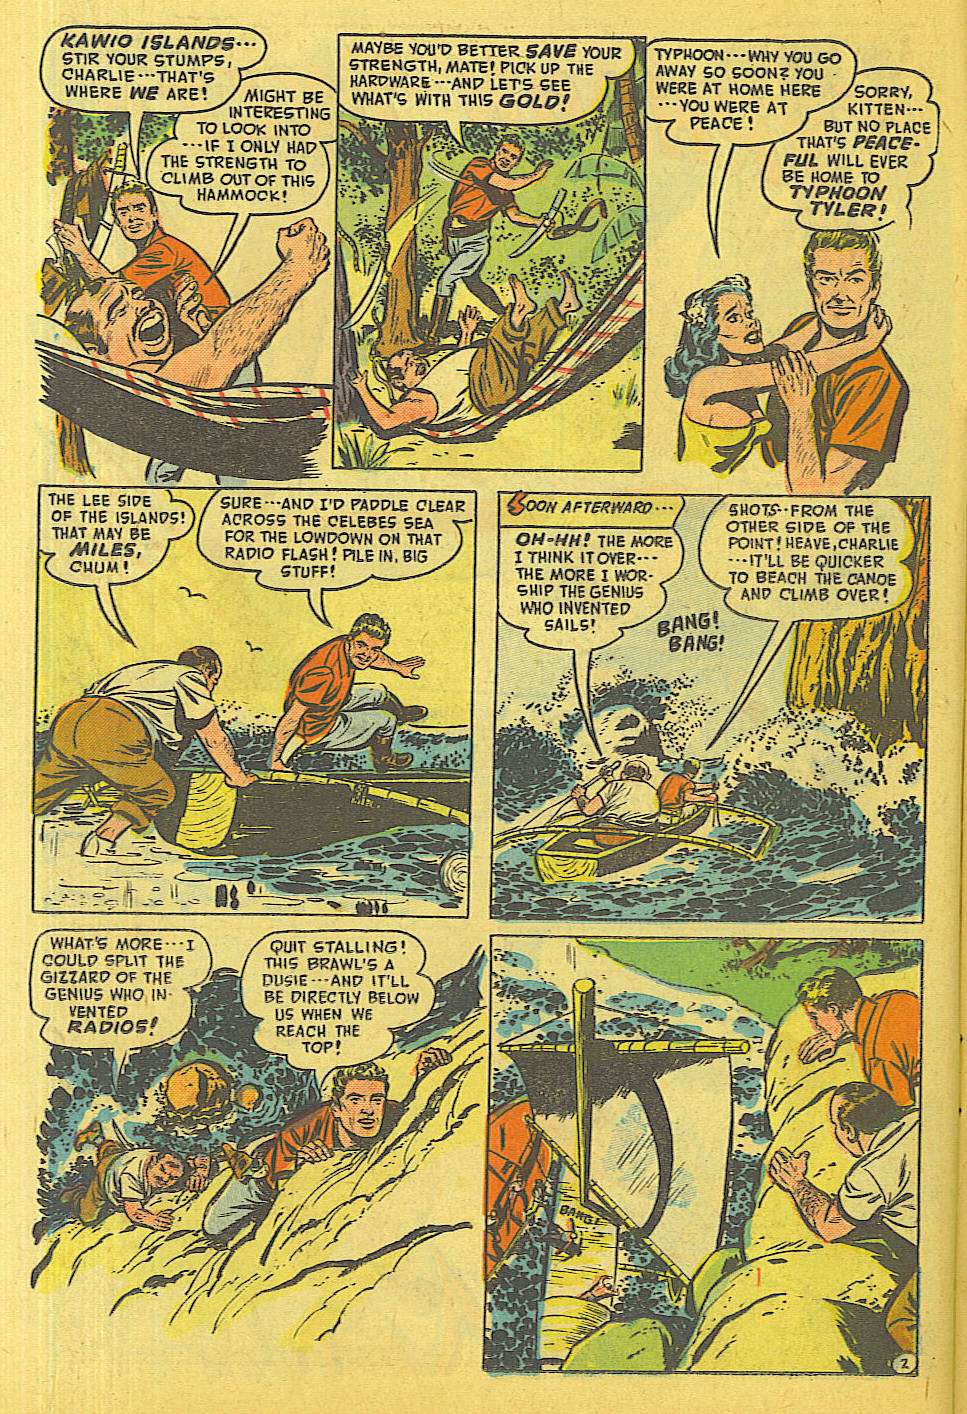 KAWIO ISLANDS---
STIR YOUR STUMPS,
CHARLIE---THAT'S
WHERE WE ARE!
MIGHT BE
INTERESTING
TO LOOK INTO
---IF I ONLY HAD
THE STRENGTH TO
CLIMB OUT OF THIS
HAMMOCK!
MAYBE YOU'D BETTER SAVE YOUR
STRENGTH, MATE! PICK UP THE
HARDWARE---AND LET'S SEE
WHAT'S WITH THIS GOLD!
TYPHOON---WHY YOU GO
AWAY SO SOON? YOU
WERE AT HOME HERE
---YOU WERE AT
PEACE!
SORRY,
KITTEN---
BUT NO PLACE
THAT'S PEACE-
FUL WILL EVER
BE HOME TO
TYPHOON
TYLER!
THE LEE SIDE
OF THE ISLANDS!
THAT MAY BE
MILES,
CHUM!
SURE---AND I'D PADDLE CLEAR
ACROSS THE CELEBES SEA
FOR THE LOWDOWN ON THAT
RADIO FLASH! PILE IN, BIG
STUFF!
SOON AFTERWARD---
OH-HH! THE MORE
I THINK IT OVER---
THE MORE I WOR-
SHIP THE GENIUS
WHO INVENTED
SAILS!
BANG!
BANG!
SHOTS--FROM THE
OTHER SIDE OF THE
POINT! HEAVE, CHARLIE
---IT'LL BE QUICKER
TO BEACH THE CANOE
AND CLIMB OVER!
WHAT'S MORE---I
COULD SPLIT THE
GIZZARD OF THE
GENIUS WHO IN-
VENTED
RADIOS!
QUIT STALLING!
THIS BRAWL'S A
DUSIE---AND IT'LL
BE DIRECTLY BELOW
US WHEN WE
REACH THE
TOP!
BANG!
2